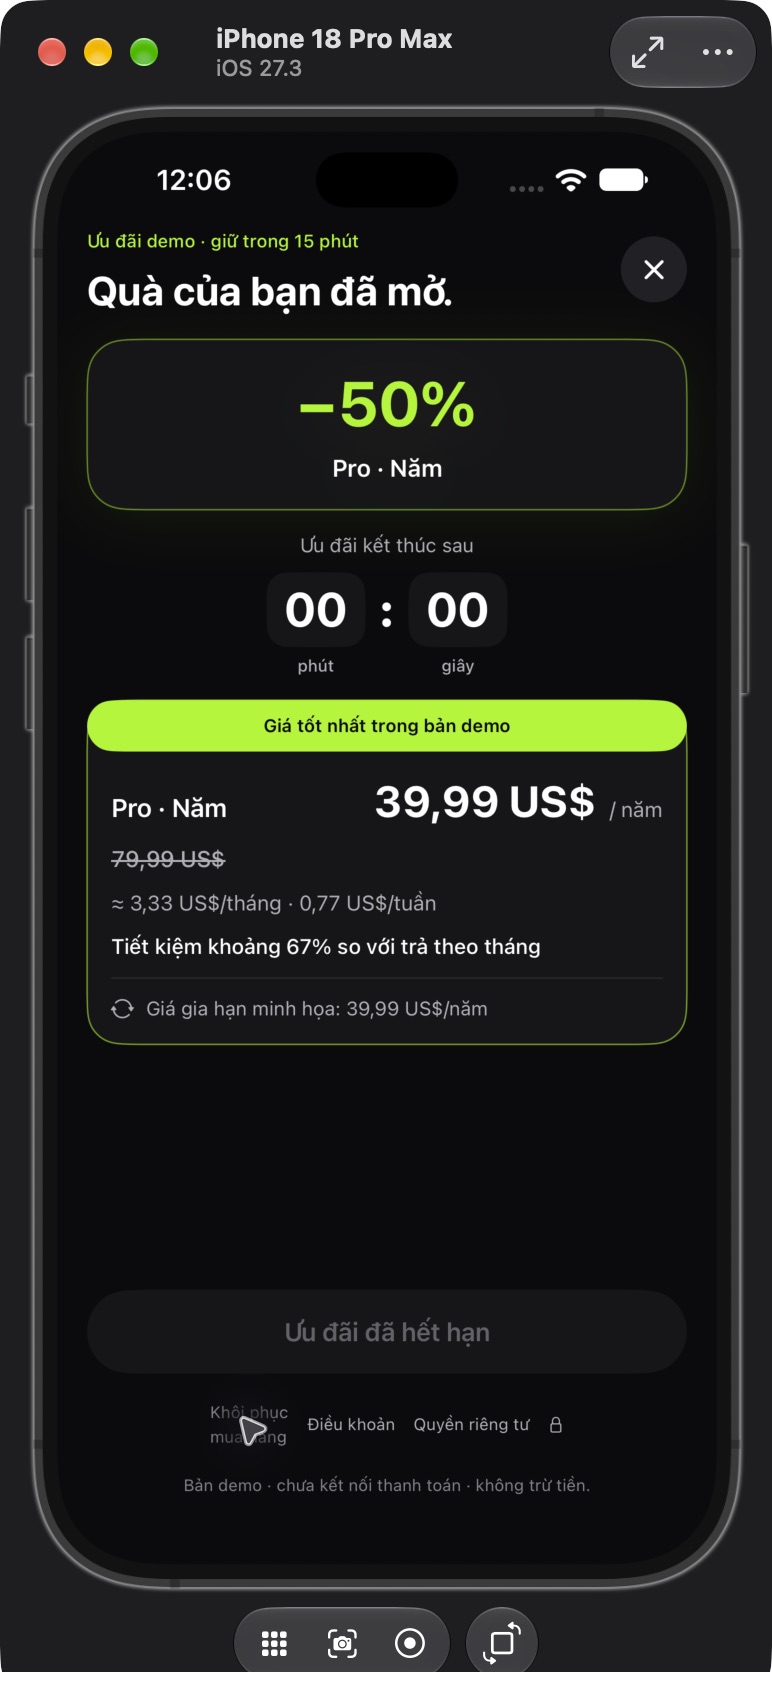 iPhone 18 Pro Max
iOS 27.3
12:06
Ưu đãi demo · giữ trong 15 phút
Quà của bạn đã mở.
–50%
Pro · Năm
Ưu đãi kết thúc sau
00 : 00
phút giây
Giá tốt nhất trong bản demo
Pro · Năm 39,99 US$ / năm
79,99 US$
≈ 3,33 US$/tháng · 0,77 US$/tuần
Tiết kiệm khoảng 67% so với trả theo tháng
Giá gia hạn minh họa: 39,99 US$/năm
Ưu đãi đã hết hạn
Khôi phục
mua hàng
Điều khoản
Quyền riêng tư
Bản demo · chưa kết nối thanh toán · không trừ tiền.